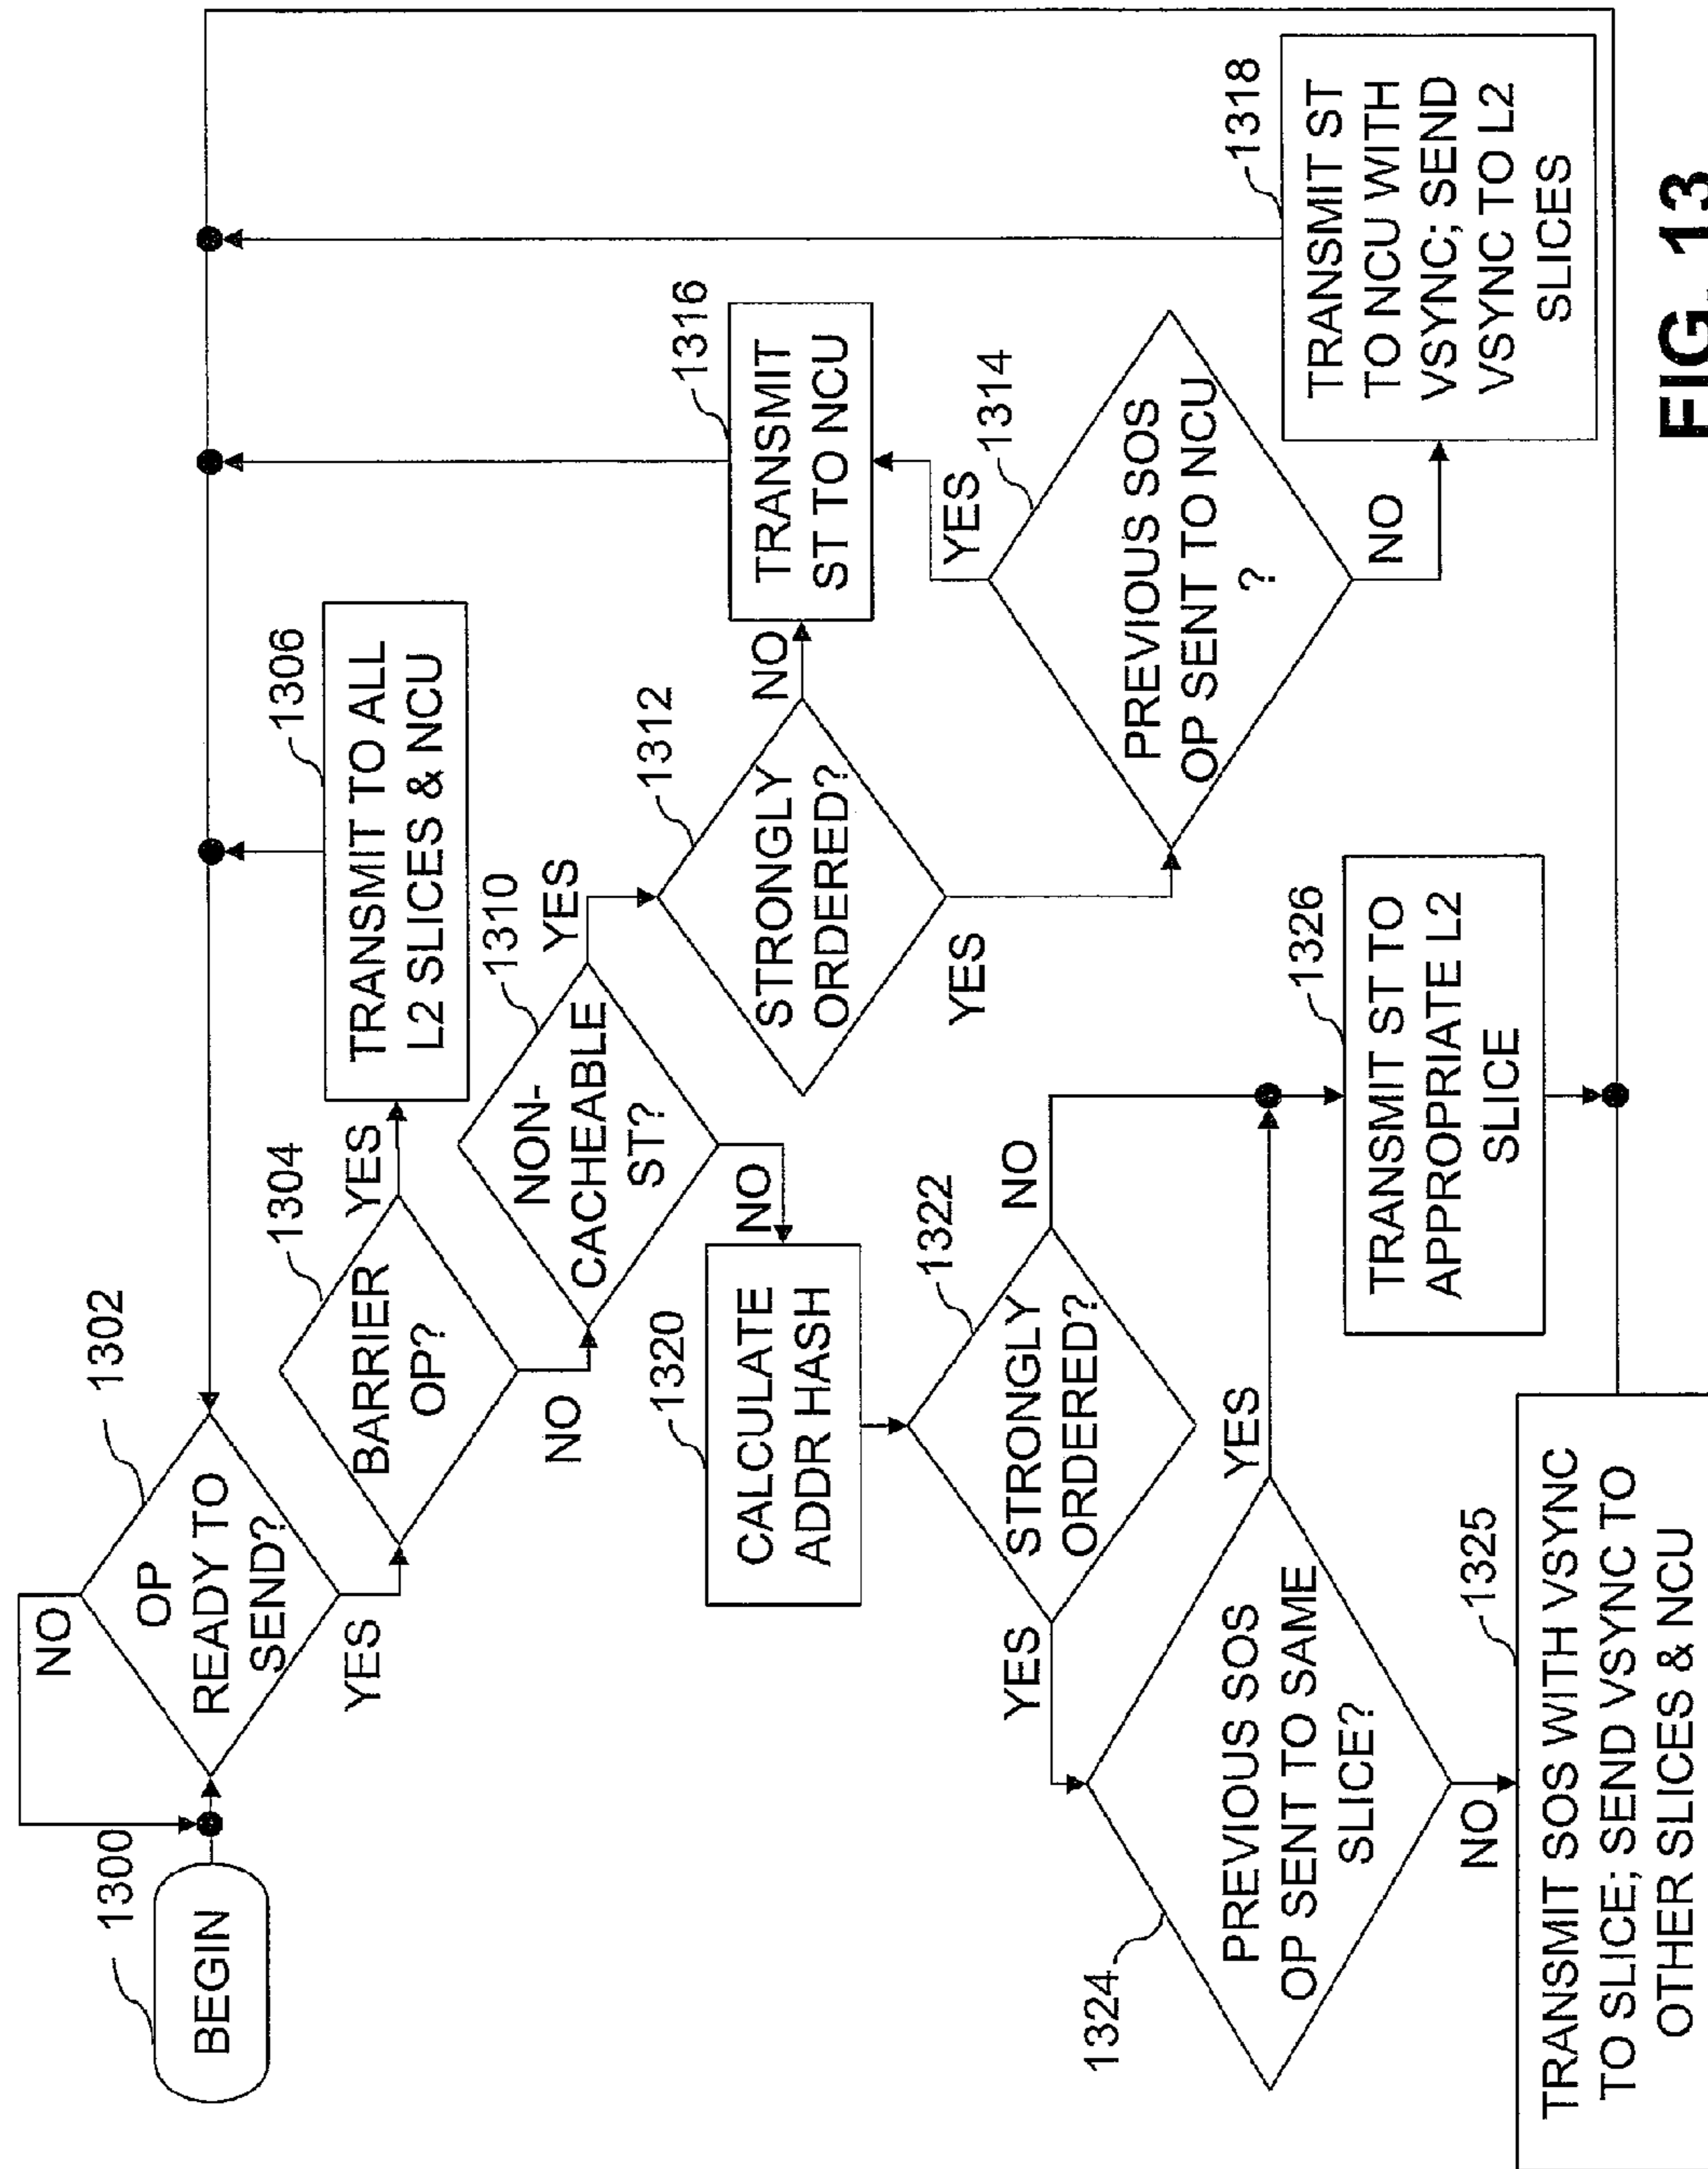 1300
BEGIN
NO
1302
OP
READY TO
SEND?
YES
1304
BARRIER
OP?
YES
NO
1306
TRANSMIT TO ALL
L2 SLICES & NCU
1310
NON-
CACHEABLE
ST?
YES
NO
1312
STRONGLY
ORDERED?
NO
YES
1316
TRANSMIT
ST TO NCU
YES
1314
PREVIOUS SOS
OP SENT TO NCU
?
NO
1318
TRANSMIT ST
TO NCU WITH
VSYNC; SEND
VSYNC TO L2
SLICES
1320
CALCULATE
ADDR HASH
1322
STRONGLY
ORDERED?
YES
NO
1324
PREVIOUS SOS
OP SENT TO SAME
SLICE?
YES
NO
1325
TRANSMIT SOS WITH VSYNC
TO SLICE; SEND VSYNC TO
OTHER SLICES & NCU
1326
TRANSMIT ST TO
APPROPRIATE L2
SLICE
FIG. 13